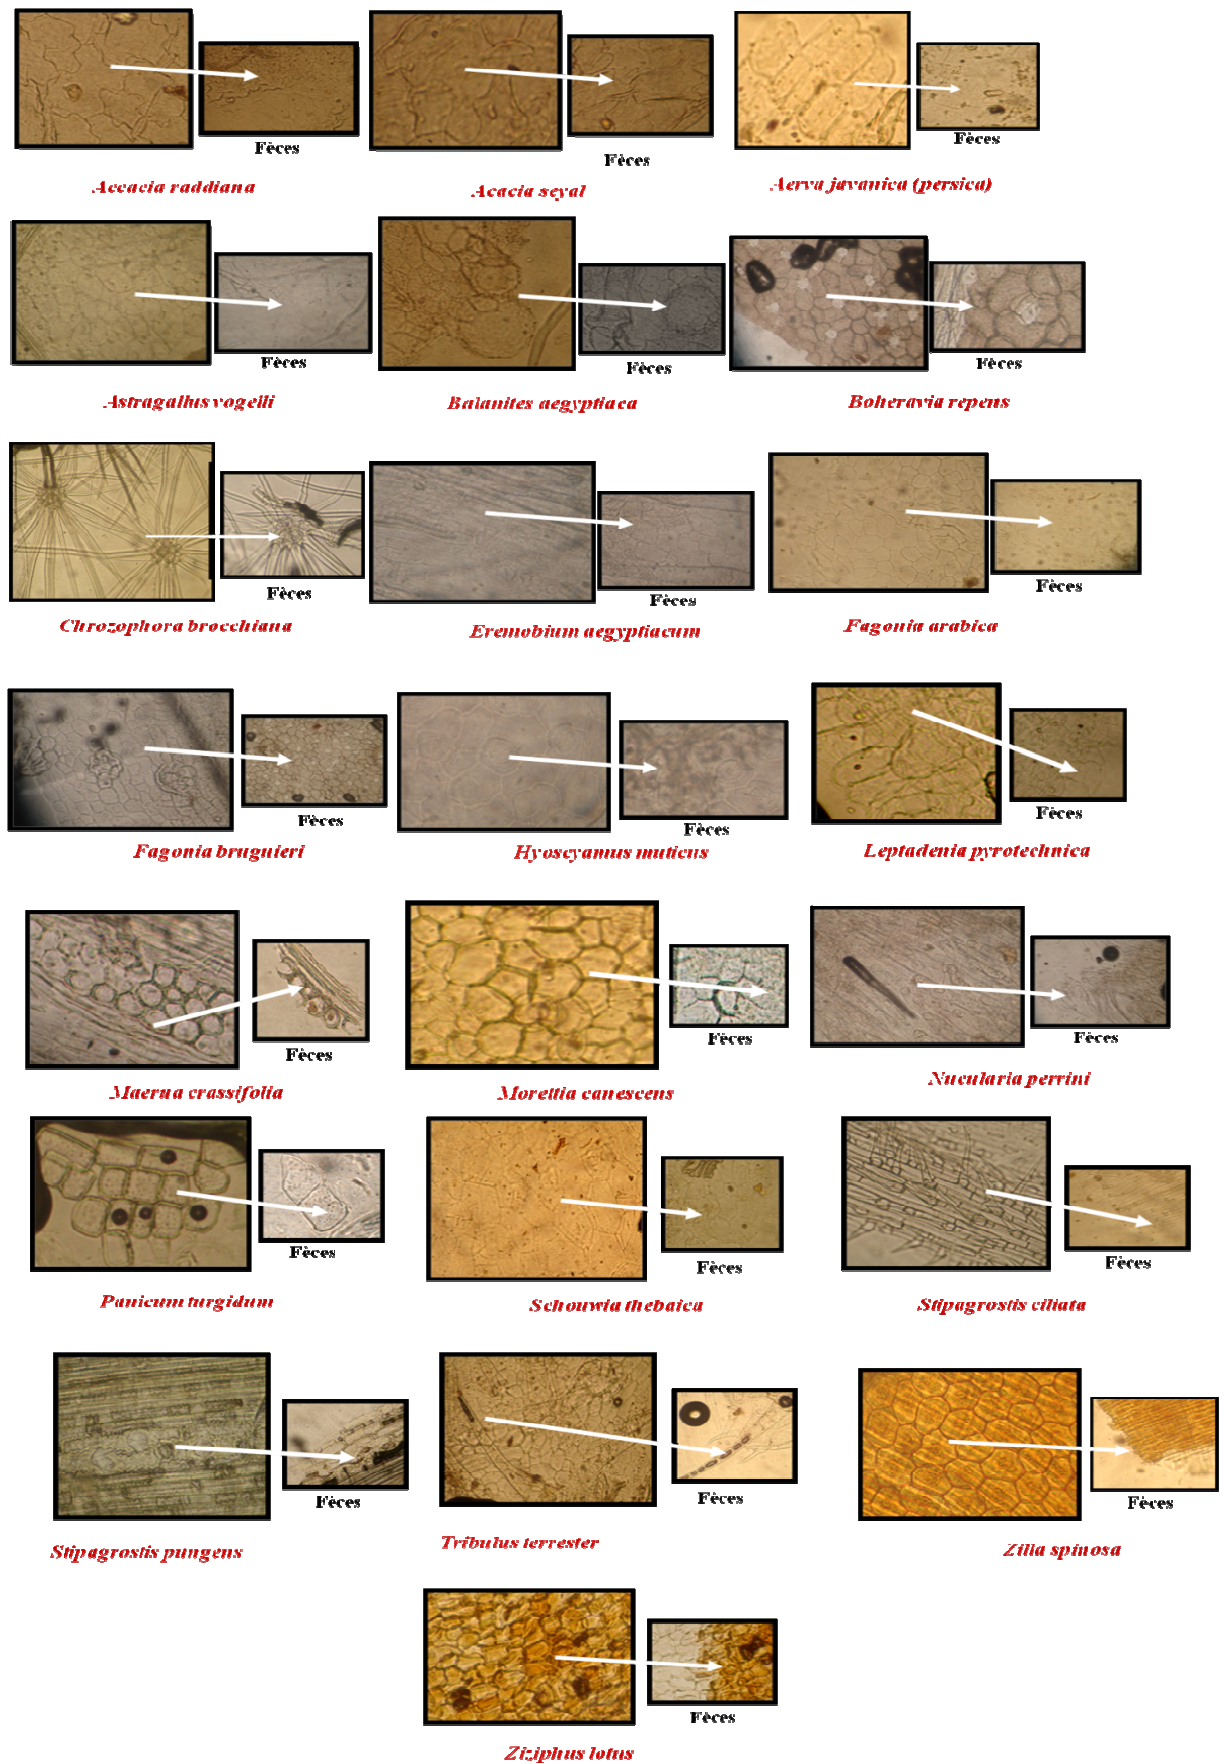 Fèces
Fèces
Fèces
Accacia raddiana
Acacia seyal
Aerva javanica (persica)
Fèces
Fèces
Fèces
Astragallus vogelii
Balanites aegyptiaca
Boheravia repens
Fèces
Fèces
Fèces
Chrozophora brocchiana
Eremobium aegyptiacum
Fagonia arabica
Fèces
Fèces
Fèces
Fagonia bruguieri
Hyoscyamus muticus
Leptadenia pyrotechnica
Fèces
Fèces
Fèces
Maerua crassifolia
Morettia canescens
Nucularia perrini
Fèces
Fèces
Fèces
Panicum turgidum
Schouwia thebaica
Stipagrostis ciliata
Fèces
Fèces
Fèces
Stipagrostis pungens
Tribulus terrester
Zilla spinosa
Fèces
Ziziphus lotus